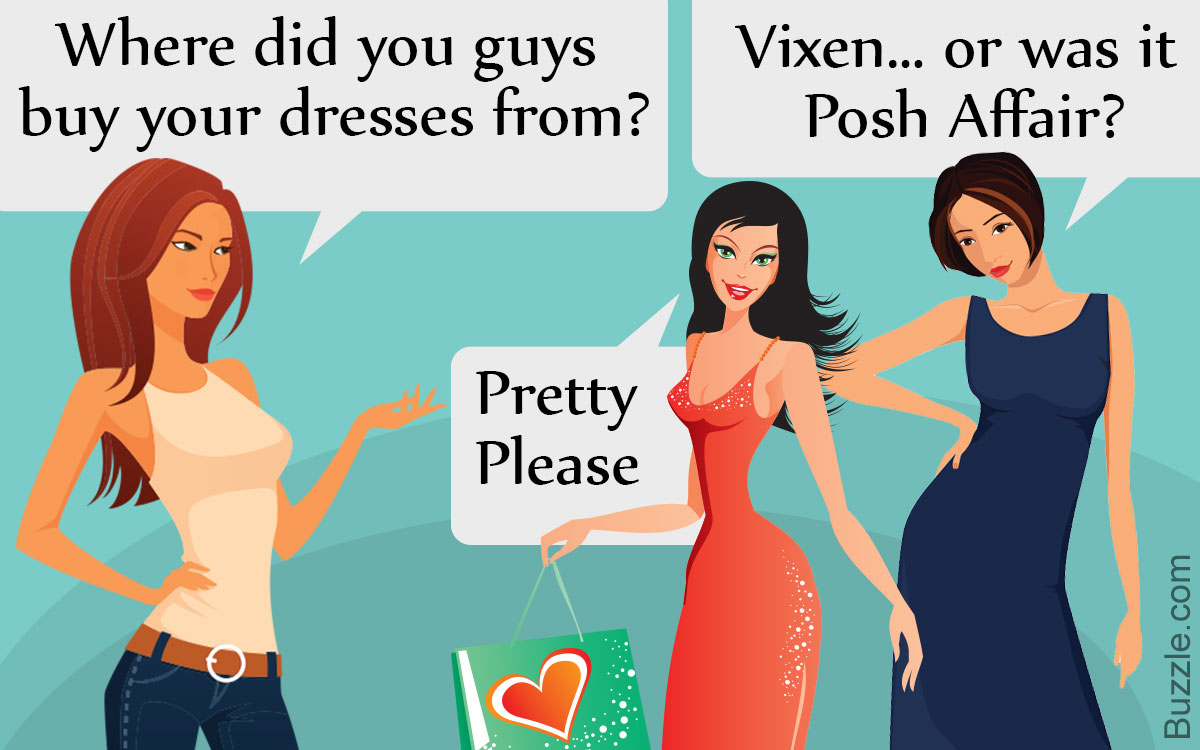 Where did you guys
buy your dresses from?
Vixen... or was it
Posh Affair?
Pretty
Please
Buzzle.com